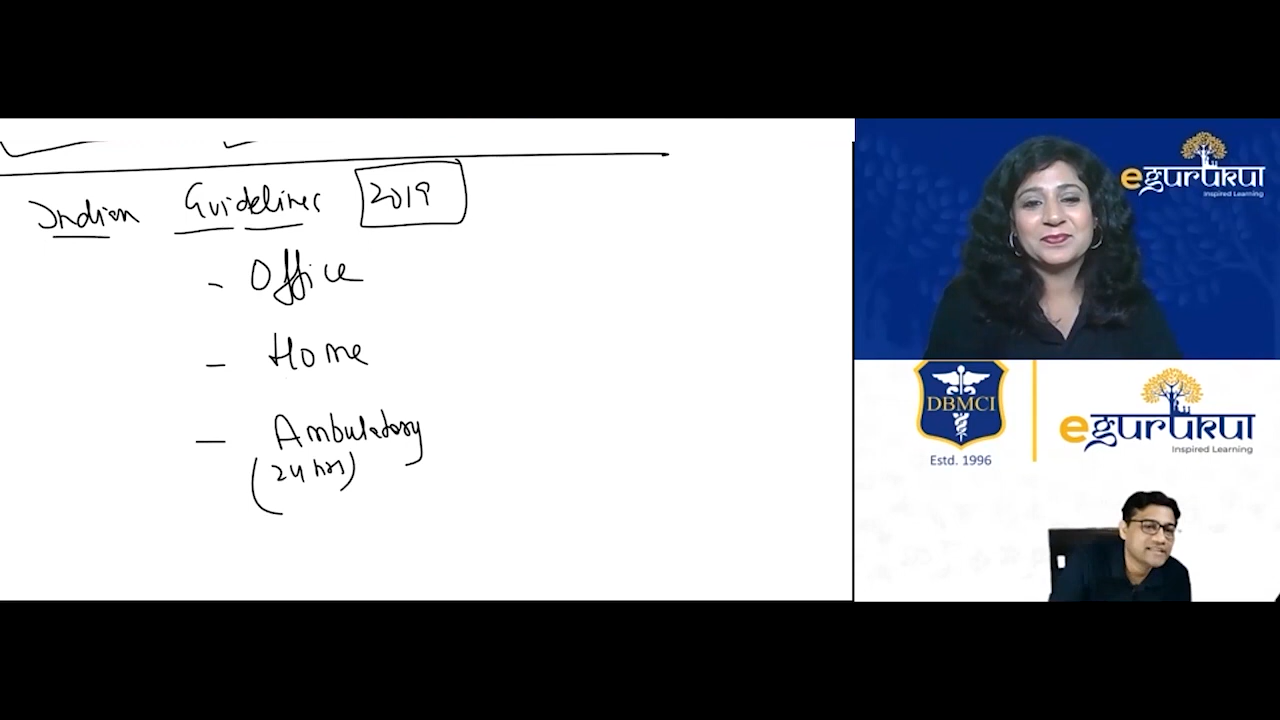 Indian Guidelines 2019
- Office
- Home
- Ambulatory
(24 hrs)
egurukul
Inspired Learning
DBMCI
Estd. 1996
egurukul
Inspired Learning